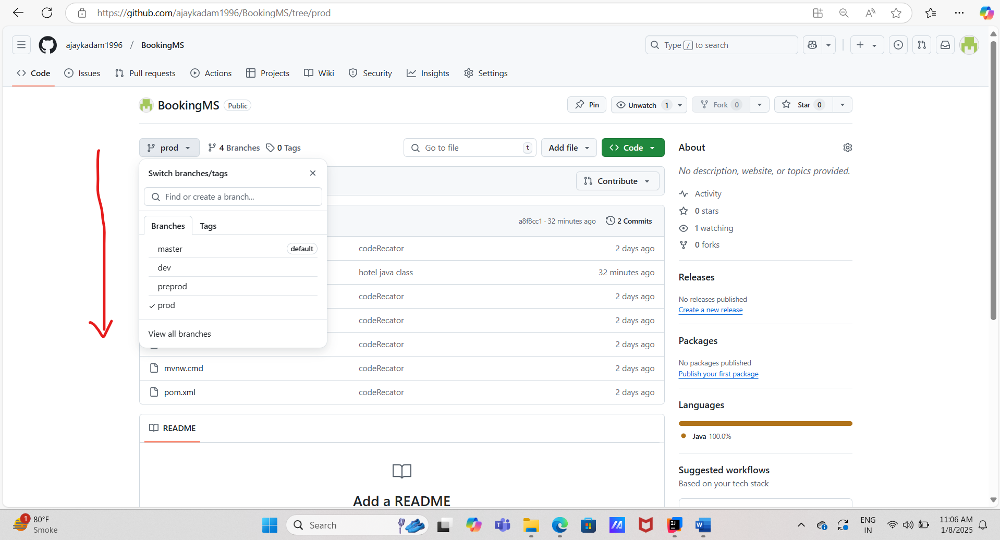 https://github.com/ajaykadam1996/BookingMS/tree/prod
ajaykadam1996 / BookingMS
Type / to search
Code
Issues
Pull requests
Actions
Projects
Wiki
Security
Insights
Settings
BookingMS Public
Pin
Unwatch 1
Fork 0
Star 0
prod
4 Branches
0 Tags
Go to file t
Add file
Code
Switch branches/tags
Find or create a branch...
Branches
Tags
master default
dev
preprod
prod
View all branches
Contribute
a8f8cc1 · 32 minutes ago
2 Commits
codeRecator 2 days ago
hotel java class 32 minutes ago
codeRecator 2 days ago
codeRecator 2 days ago
codeRecator 2 days ago
mvnw.cmd codeRecator 2 days ago
pom.xml codeRecator 2 days ago
README
Add a README
About
No description, website, or topics provided.
Activity
0 stars
1 watching
0 forks
Releases
No releases published
Create a new release
Packages
No packages published
Publish your first package
Languages
Java 100.0%
Suggested workflows
Based on your tech stack
1
80°F
Smoke
Search
ENG
IN
11:06 AM
1/8/2025